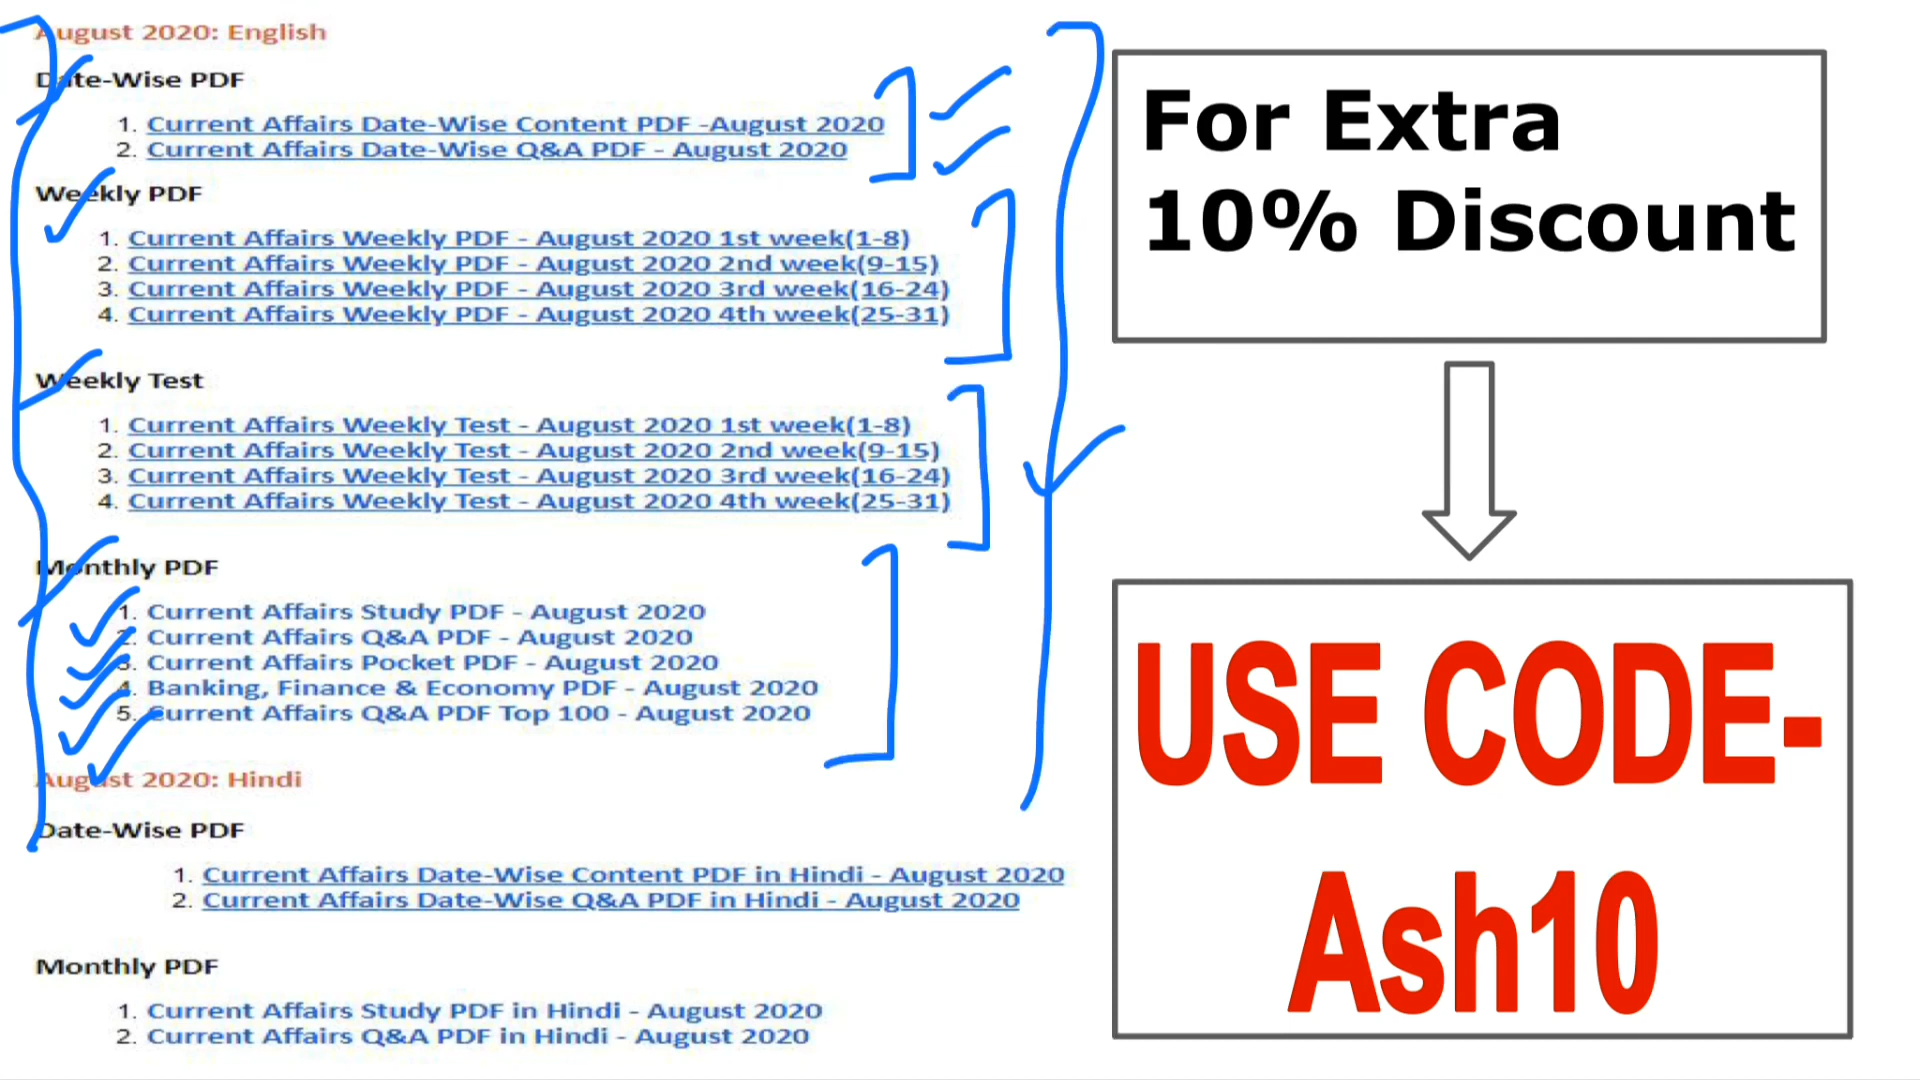 August 2020: English
Date-Wise PDF
1. Current Affairs Date-Wise Content PDF -August 2020
2. Current Affairs Date-Wise Q&A PDF - August 2020
Weekly PDF
1. Current Affairs Weekly PDF - August 2020 1st week(1-8)
2. Current Affairs Weekly PDF - August 2020 2nd week(9-15)
3. Current Affairs Weekly PDF - August 2020 3rd week(16-24)
4. Current Affairs Weekly PDF - August 2020 4th week(25-31)
Weekly Test
1. Current Affairs Weekly Test - August 2020 1st week(1-8)
2. Current Affairs Weekly Test - August 2020 2nd week(9-15)
3. Current Affairs Weekly Test - August 2020 3rd week(16-24)
4. Current Affairs Weekly Test - August 2020 4th week(25-31)
Monthly PDF
1. Current Affairs Study PDF - August 2020
2. Current Affairs Q&A PDF - August 2020
3. Current Affairs Pocket PDF - August 2020
4. Banking, Finance & Economy PDF - August 2020
5. Current Affairs Q&A PDF Top 100 - August 2020
August 2020: Hindi
Date-Wise PDF
1. Current Affairs Date-Wise Content PDF in Hindi - August 2020
2. Current Affairs Date-Wise Q&A PDF in Hindi - August 2020
Monthly PDF
1. Current Affairs Study PDF in Hindi - August 2020
2. Current Affairs Q&A PDF in Hindi - August 2020
For Extra
10% Discount
USE CODE-
Ash10